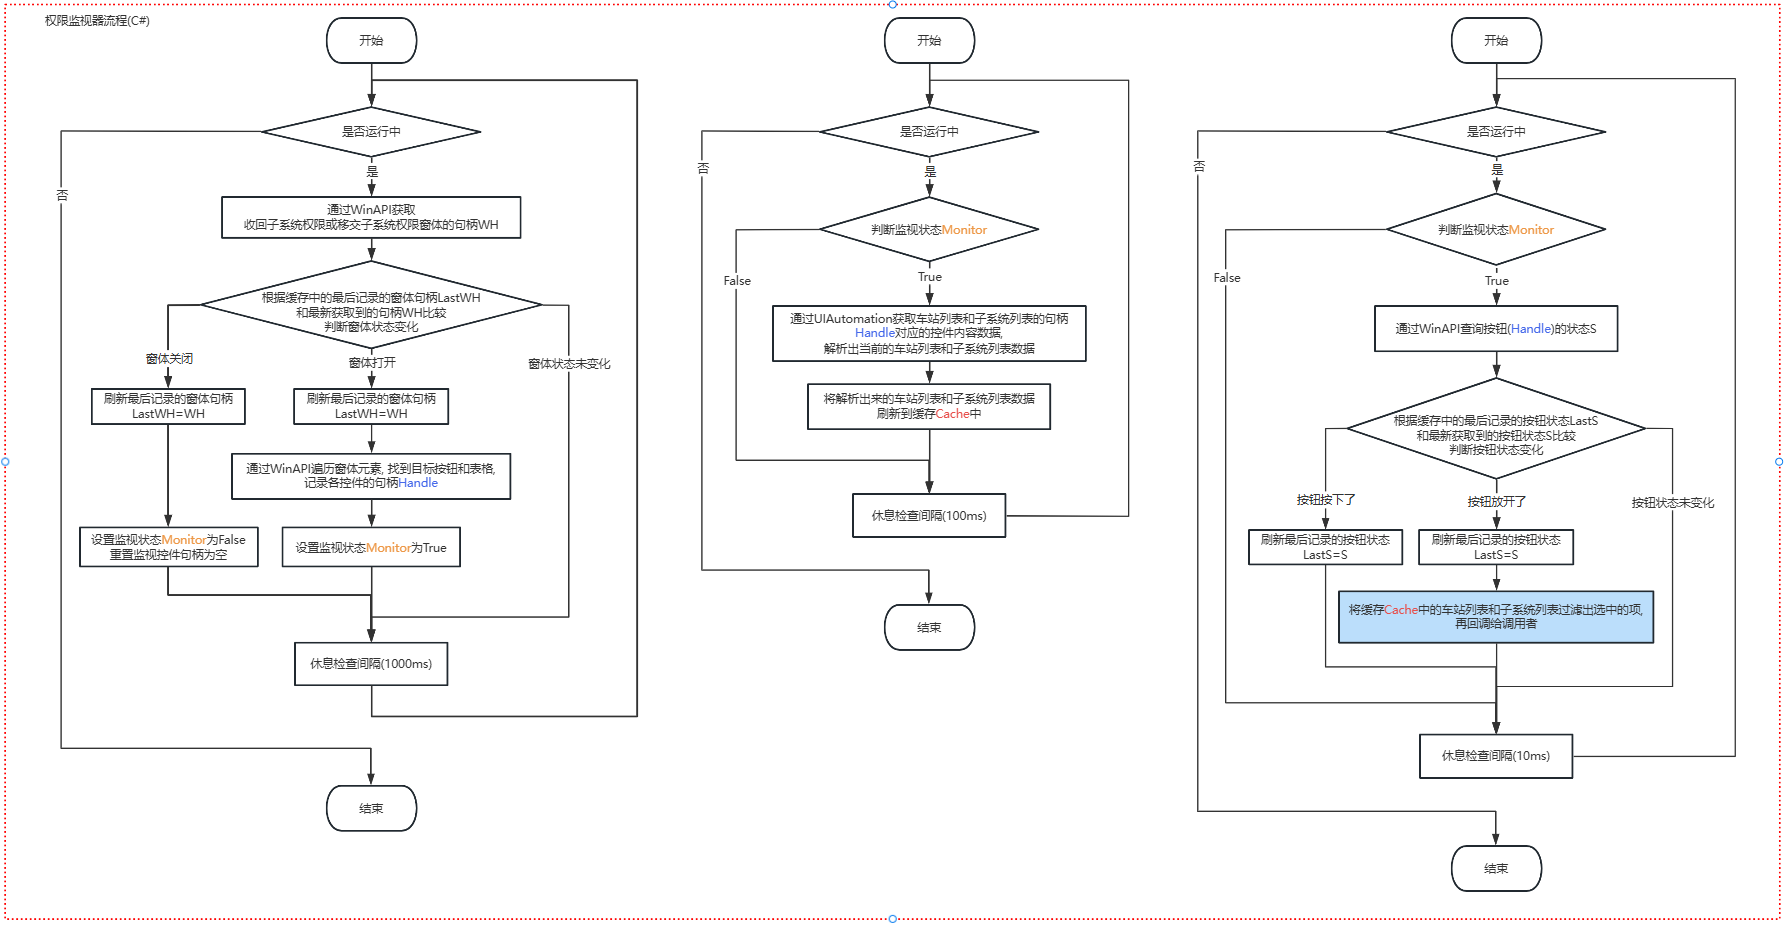 权限监视器流程(C#)
开始
是否运行中
否
是
通过WinAPI获取
收回子系统权限或移交子系统权限窗体的句柄WH
根据缓存中的最后记录的窗体句柄LastWH
和最新获取到的句柄WH比较
判断窗体状态变化
窗体关闭
窗体打开
窗体状态未变化
刷新最后记录的窗体句柄
LastWH=WH
刷新最后记录的窗体句柄
LastWH=WH
通过WinAPI遍历窗体元素, 找到目标按钮和表格,
记录各控件的句柄Handle
设置监视状态Monitor为False
重置监视控件句柄为空
设置监视状态Monitor为True
休息检查间隔(1000ms)
结束
开始
是否运行中
否
是
判断监视状态Monitor
False
True
通过UIAutomation获取车站列表和子系统列表的句柄
Handle对应的控件内容数据,
解析出当前的车站列表和子系统列表数据
将解析出来的车站列表和子系统列表数据
刷新到缓存Cache中
休息检查间隔(100ms)
结束
开始
是否运行中
否
是
判断监视状态Monitor
False
True
通过WinAPI查询按钮(Handle)的状态S
根据缓存中的最后记录的按钮状态LastS
和最新获取到的按钮状态S比较
判断按钮状态变化
按钮按下了
按钮放开了
按钮状态未变化
刷新最后记录的按钮状态
LastS=S
刷新最后记录的按钮状态
LastS=S
将缓存Cache中的车站列表和子系统列表过滤出选中的项,
再回调给调用者
休息检查间隔(10ms)
结束